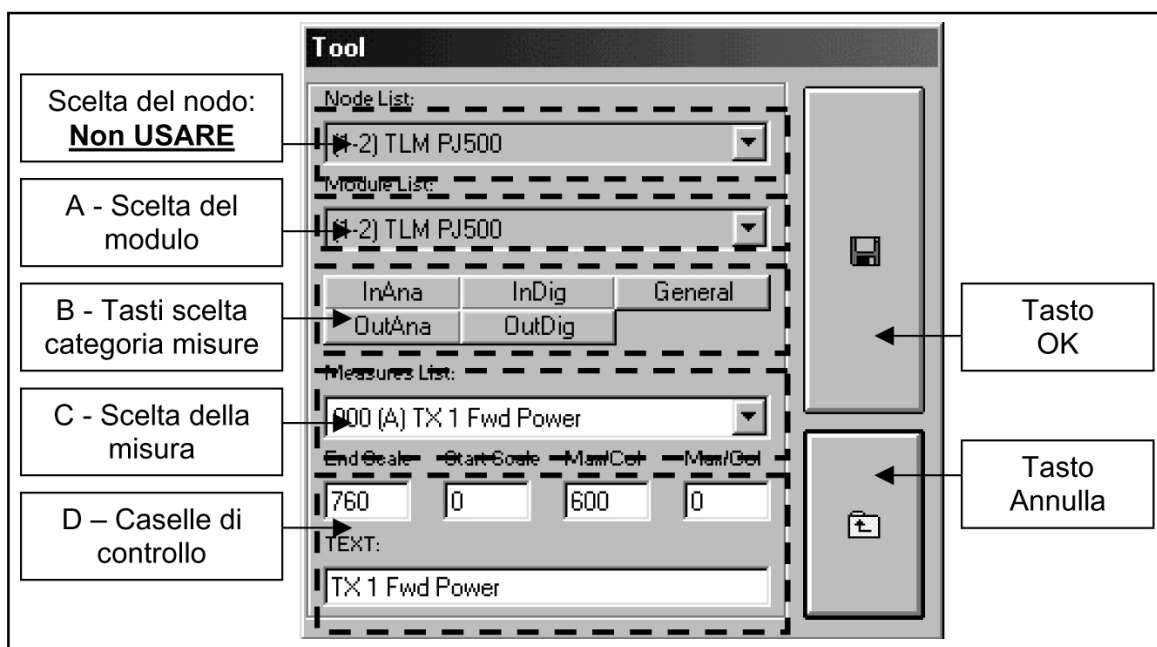 Tool
Scelta del nodo:
Non USARE
A - Scelta del
modulo
B - Tasti scelta
categoria misure
C - Scelta della
misura
D – Caselle di
controllo
Node List:
(1-2) TLM PJ500
Module List:
(1-2) TLM PJ500
InAna InDig General
OutAna OutDig
Measures List:
000 (A) TX 1 Fwd Power
End Scale Start Scale Max/Col Max/Col
760 0 600 0
TEXT:
TX 1 Fwd Power
Tasto
OK
Tasto
Annulla